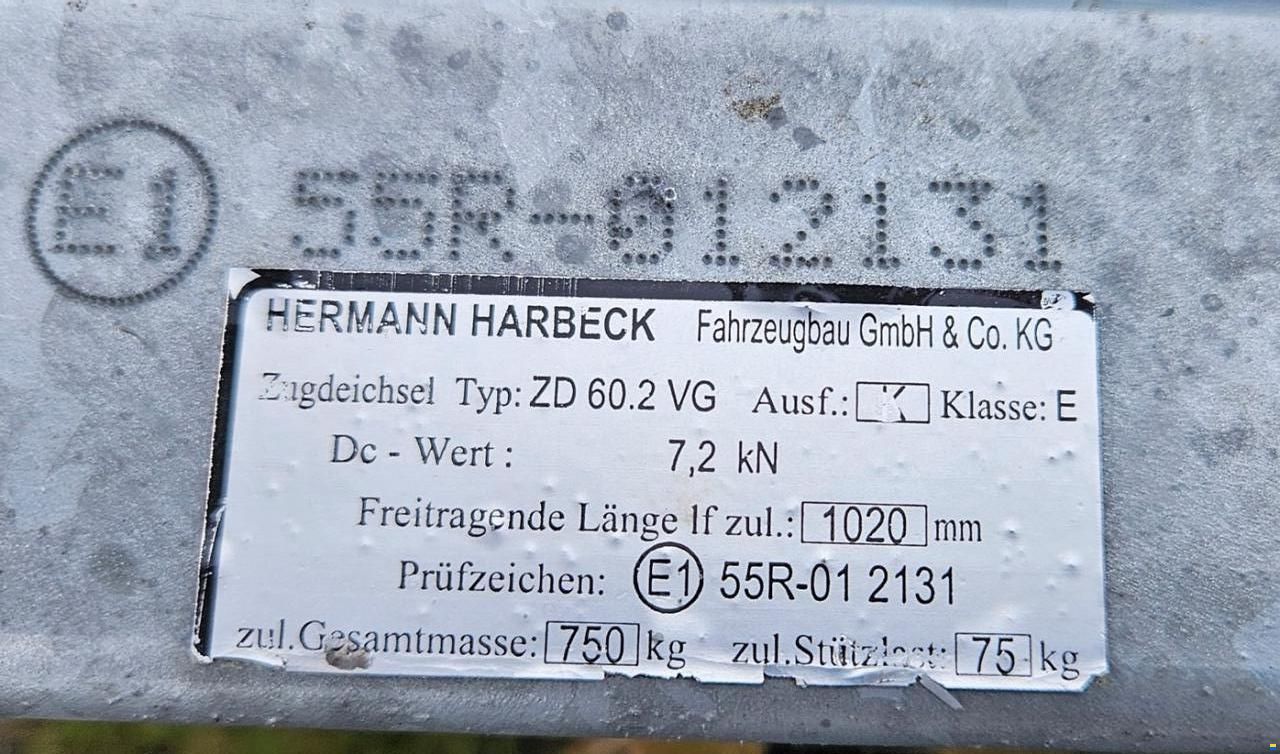 E1 55R-012131
HERMANN HARBECK Fahrzeugbau GmbH & Co. KG
Zugdeichsel Typ: ZD 60.2 VG Ausf.: K Klasse: E
Dc - Wert : 7,2 kN
Freitragende Länge lf zul.: 1020 mm
Prüfzeichen: E1 55R-01 2131
zul.Gesamtmasse: 750 kg zul.Stützlast: 75 kg